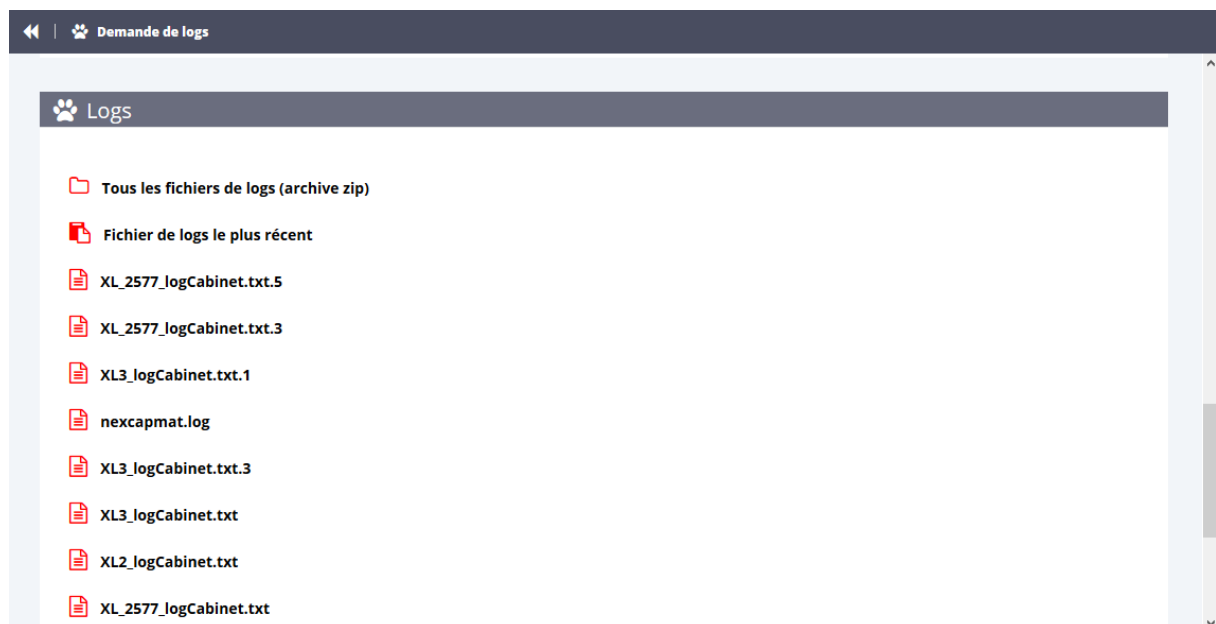 Demande de logs
Logs
Tous les fichiers de logs (archive zip)
Fichier de logs le plus récent
XL_2577_logCabinet.txt.5
XL_2577_logCabinet.txt.3
XL3_logCabinet.txt.1
nexcapmat.log
XL3_logCabinet.txt.3
XL3_logCabinet.txt
XL2_logCabinet.txt
XL_2577_logCabinet.txt